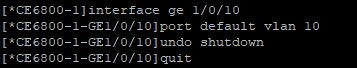 [*CE6800-1]interface ge 1/0/10
[*CE6800-1-GE1/0/10]port default vlan 10
[*CE6800-1-GE1/0/10]undo shutdown
[*CE6800-1-GE1/0/10]quit